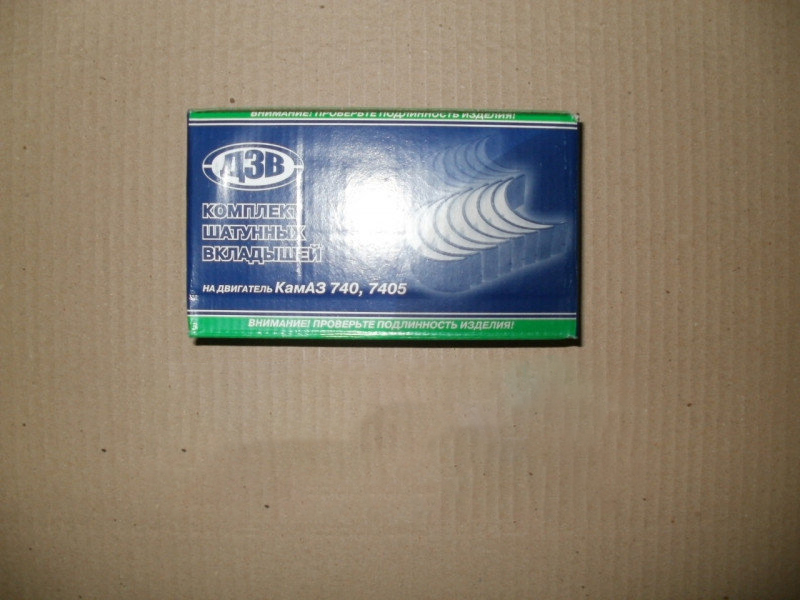 ВНИМАНИЕ! ПРОВЕРЬТЕ ПОДЛИННОСТЬ ИЗДЕЛИЯ!
ДЗВ
КОМПЛЕКТ
ШАТУННЫХ
ВКЛАДЫШЕЙ
НА ДВИГАТЕЛЬ КамАЗ 740, 7405
ВНИМАНИЕ! ПРОВЕРЬТЕ ПОДЛИННОСТЬ ИЗДЕЛИЯ!